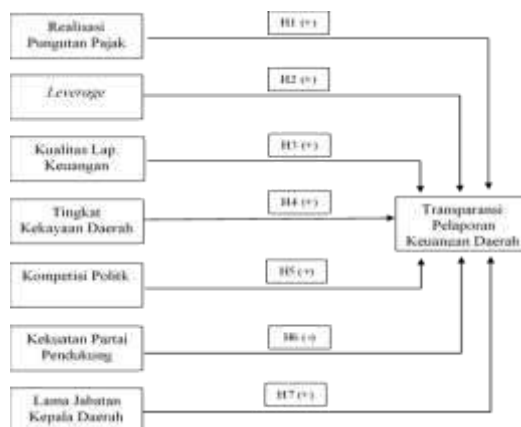 Realisasi
Pungutan Pajak
H1 (+)
Leverage
H2 (+)
Kualitas Lap.
Keuangan
H3 (+)
Tingkat
Kekayaan Daerah
H4 (+)
Transparansi
Pelaporan
Keuangan Daerah
Kompetisi Politk
H5 (+)
Kekuatan Partai
Pendukung
H6 (-)
Lama Jabatan
Kepala Daerah
H7 (+)